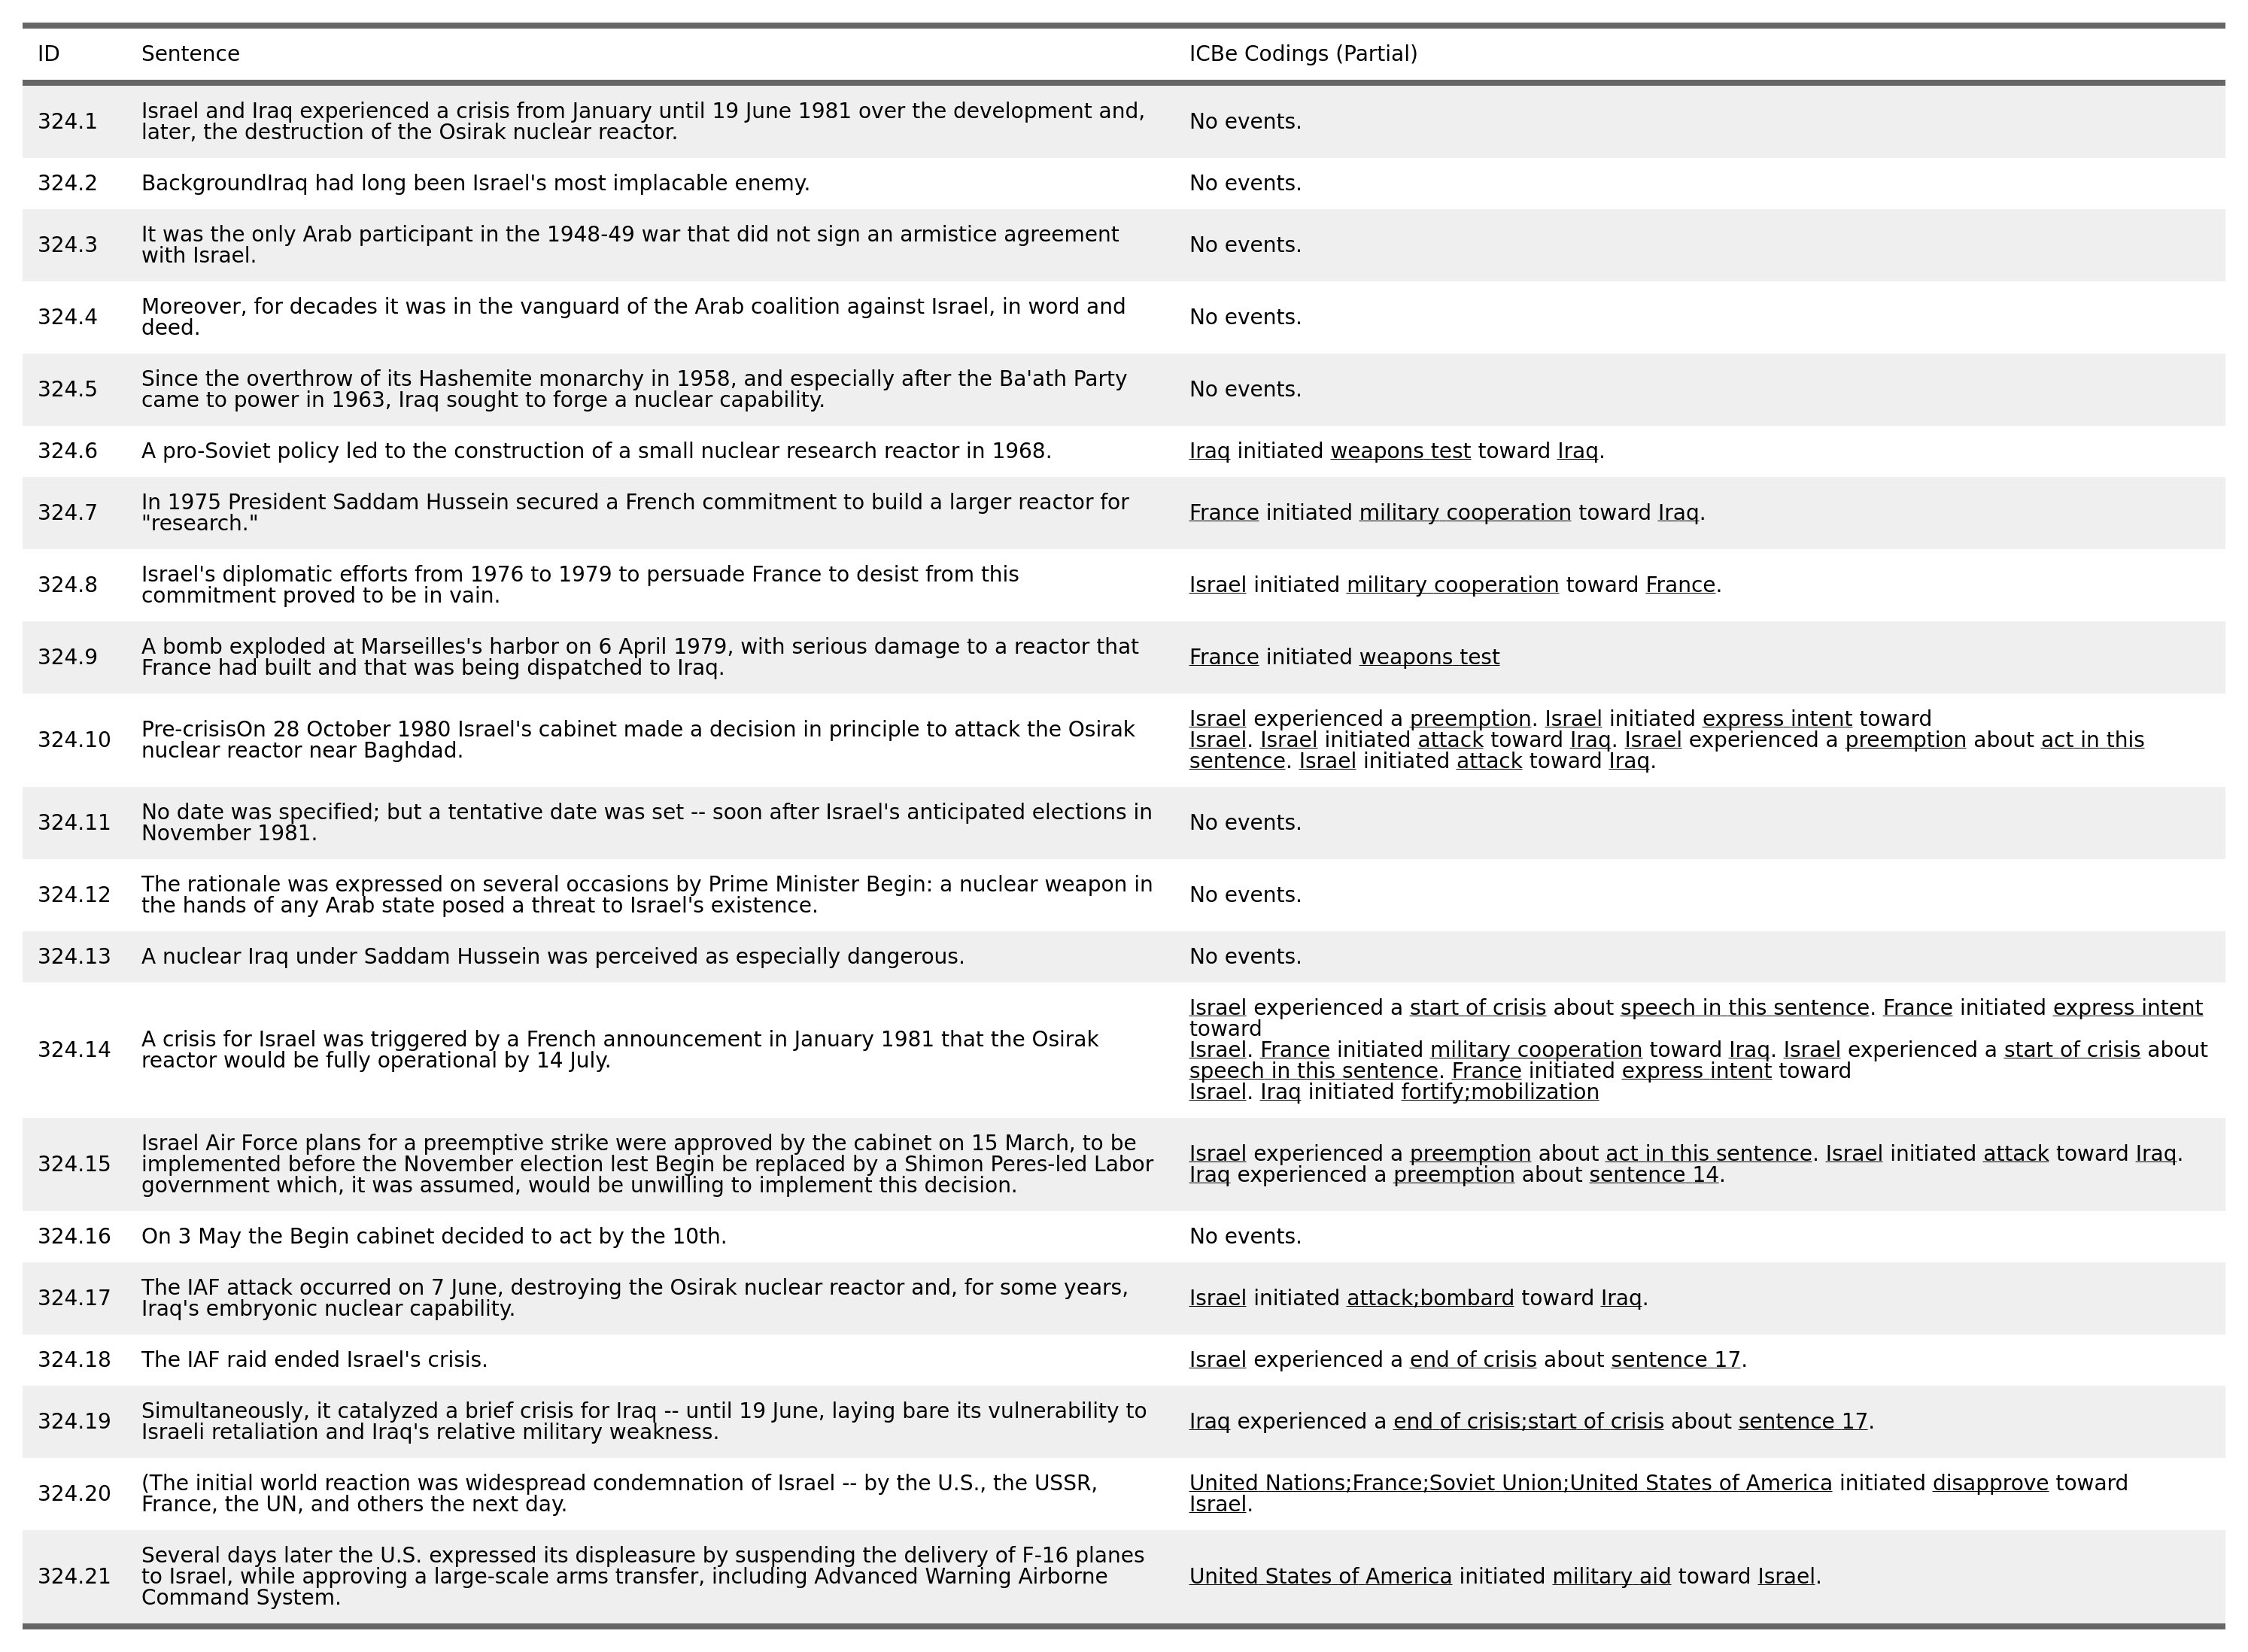 ID Sentence ICBe Codings (Partial)
324.1 Israel and Iraq experienced a crisis from January until 19 June 1981 over the development and,
later, the destruction of the Osirak nuclear reactor.
No events.
324.2 BackgroundIraq had long been Israel's most implacable enemy. No events.
324.3 It was the only Arab participant in the 1948-49 war that did not sign an armistice agreement
with Israel.
No events.
324.4 Moreover, for decades it was in the vanguard of the Arab coalition against Israel, in word and
deed.
No events.
324.5 Since the overthrow of its Hashemite monarchy in 1958, and especially after the Ba'ath Party
came to power in 1963, Iraq sought to forge a nuclear capability.
No events.
324.6 A pro-Soviet policy led to the construction of a small nuclear research reactor in 1968. Iraq initiated weapons test toward Iraq.
324.7 In 1975 President Saddam Hussein secured a French commitment to build a larger reactor for
"research."
France initiated military cooperation toward Iraq.
324.8 Israel's diplomatic efforts from 1976 to 1979 to persuade France to desist from this
commitment proved to be in vain.
Israel initiated military cooperation toward France.
324.9 A bomb exploded at Marseilles's harbor on 6 April 1979, with serious damage to a reactor that
France had built and that was being dispatched to Iraq.
France initiated weapons test
324.10 Pre-crisisOn 28 October 1980 Israel's cabinet made a decision in principle to attack the Osirak
nuclear reactor near Baghdad.
Israel experienced a preemption. Israel initiated express intent toward
Israel. Israel initiated attack toward Iraq. Israel experienced a preemption about act in this
sentence. Israel initiated attack toward Iraq.
324.11 No date was specified; but a tentative date was set -- soon after Israel's anticipated elections in
November 1981.
No events.
324.12 The rationale was expressed on several occasions by Prime Minister Begin: a nuclear weapon in
the hands of any Arab state posed a threat to Israel's existence.
No events.
324.13 A nuclear Iraq under Saddam Hussein was perceived as especially dangerous. No events.
324.14 A crisis for Israel was triggered by a French announcement in January 1981 that the Osirak
reactor would be fully operational by 14 July.
Israel experienced a start of crisis about speech in this sentence. France initiated express intent
toward
Israel. France initiated military cooperation toward Iraq. Israel experienced a start of crisis about
speech in this sentence. France initiated express intent toward
Israel. Iraq initiated fortify;mobilization
324.15 Israel Air Force plans for a preemptive strike were approved by the cabinet on 15 March, to be
implemented before the November election lest Begin be replaced by a Shimon Peres-led Labor
government which, it was assumed, would be unwilling to implement this decision.
Israel experienced a preemption about act in this sentence. Israel initiated attack toward Iraq.
Iraq experienced a preemption about sentence 14.
324.16 On 3 May the Begin cabinet decided to act by the 10th. No events.
324.17 The IAF attack occurred on 7 June, destroying the Osirak nuclear reactor and, for some years,
Iraq's embryonic nuclear capability.
Israel initiated attack;bombard toward Iraq.
324.18 The IAF raid ended Israel's crisis. Israel experienced a end of crisis about sentence 17.
324.19 Simultaneously, it catalyzed a brief crisis for Iraq -- until 19 June, laying bare its vulnerability to
Israeli retaliation and Iraq's relative military weakness.
Iraq experienced a end of crisis;start of crisis about sentence 17.
324.20 (The initial world reaction was widespread condemnation of Israel -- by the U.S., the USSR,
France, the UN, and others the next day.
United Nations;France;Soviet Union;United States of America initiated disapprove toward
Israel.
324.21 Several days later the U.S. expressed its displeasure by suspending the delivery of F-16 planes
to Israel, while approving a large-scale arms transfer, including Advanced Warning Airborne
Command System.
United States of America initiated military aid toward Israel.